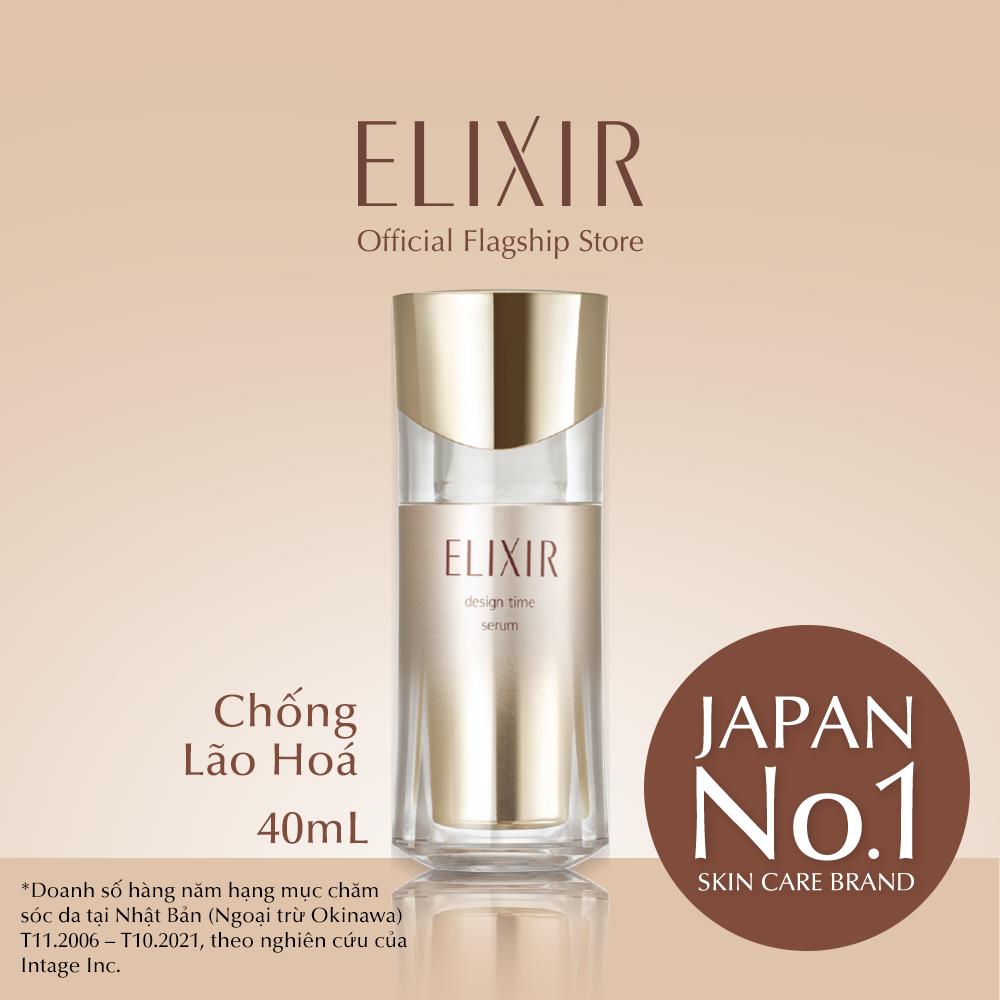 ELIXIR
Official Flagship Store
ELIXIR
design time
serum
Chống
Lão Hoá
40mL
JAPAN
No.1
SKIN CARE BRAND
*Doanh số hàng năm hạng mục chăm
sóc da tại Nhật Bản (Ngoại trừ Okinawa)
T11.2006 – T10.2021, theo nghiên cứu của
Intage Inc.